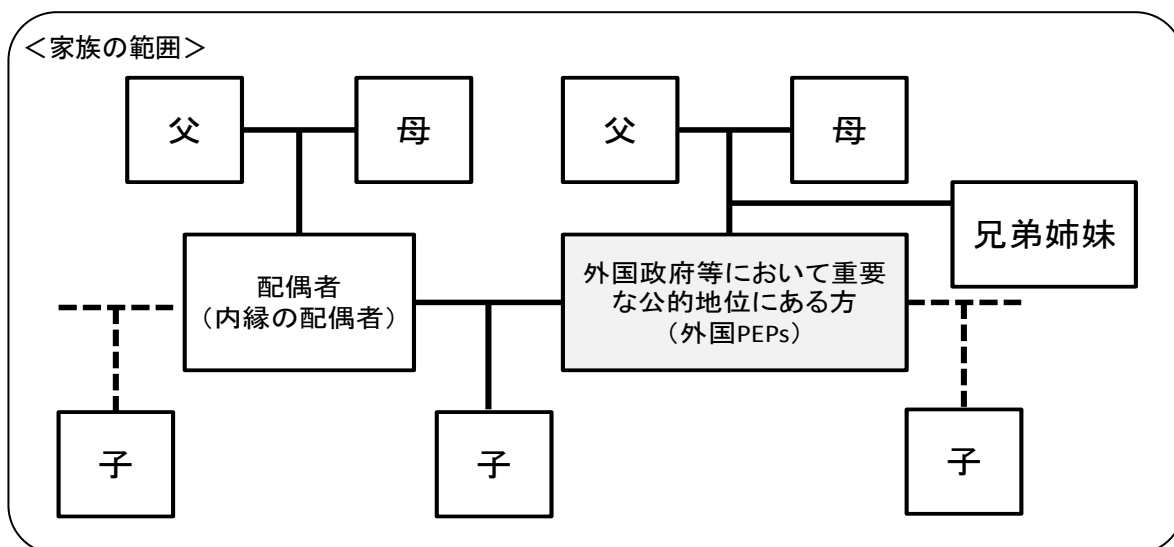 ＜家族の範囲＞
父
母
父
母
兄弟姉妹
配偶者
（内縁の配偶者）
外国政府等において重要
な公的地位にある方
（外国PEPs）
子
子
子